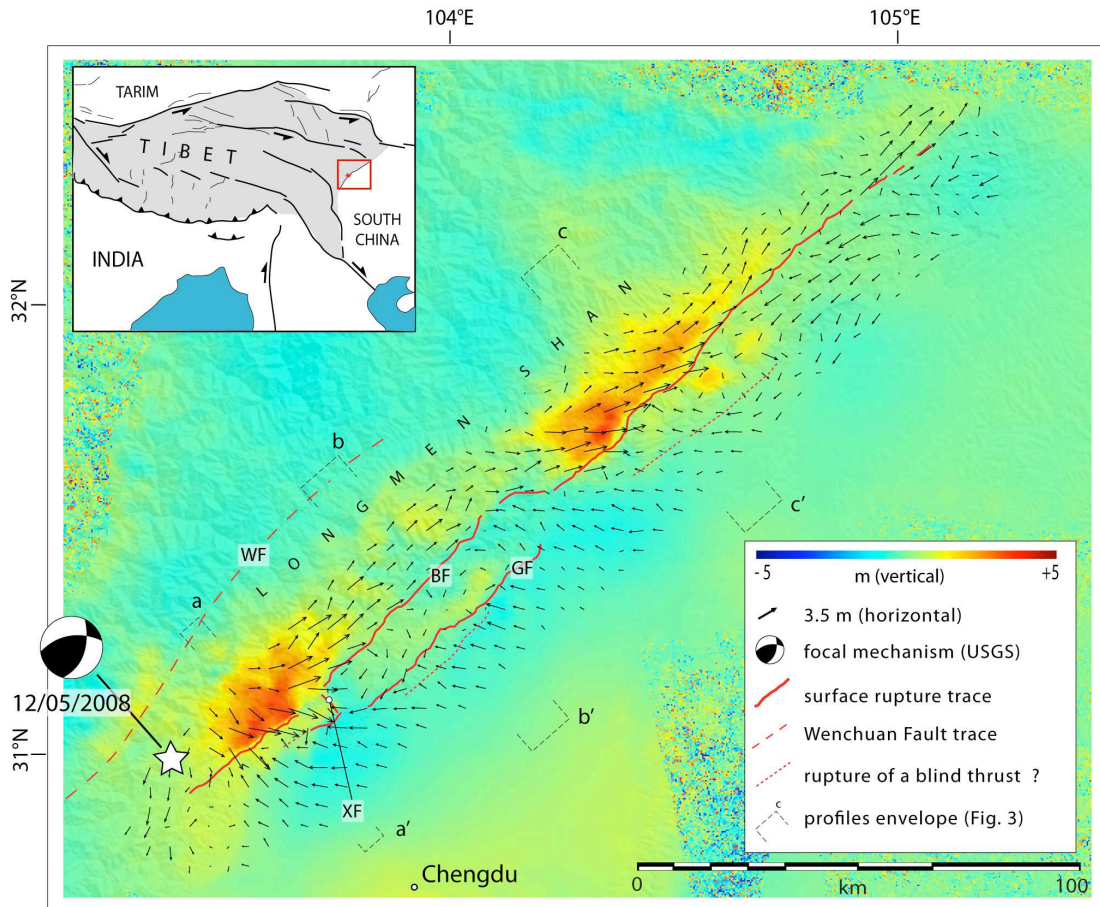 104°E
105°E
TARIM
TIBET
SOUTH
CHINA
INDIA
32°N
31°N
c
b
a
WF
LONGMEN SHAN
BF
GF
c'
b'
a'
XF
12/05/2008
Chengdu
- 5
m (vertical)
+5
3.5 m (horizontal)
focal mechanism (USGS)
surface rupture trace
Wenchuan Fault trace
rupture of a blind thrust ?
c
profiles envelope (Fig. 3)
0
km
100